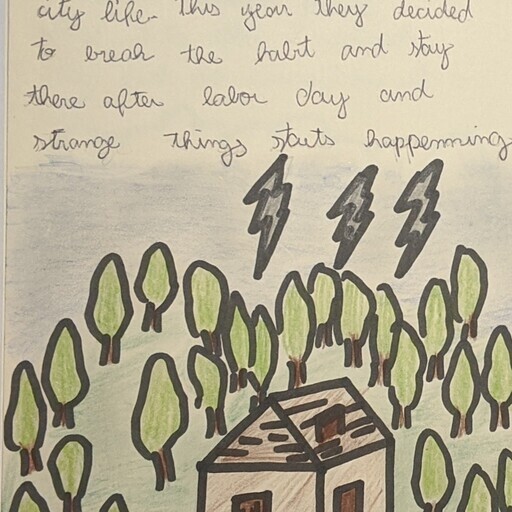 city life. This year they decided
to break the habit and stay
there after labor day and
strange things starts happenning